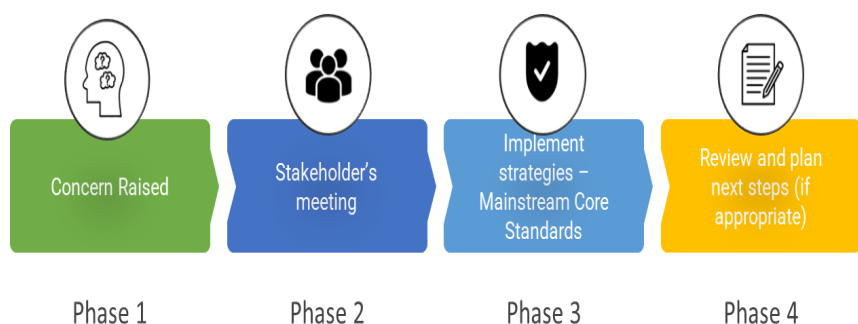 Concern Raised
Stakeholder's
meeting
Implement
strategies –
Mainstream Core
Standards
Review and plan
next steps (if
appropriate)
Phase 1
Phase 2
Phase 3
Phase 4